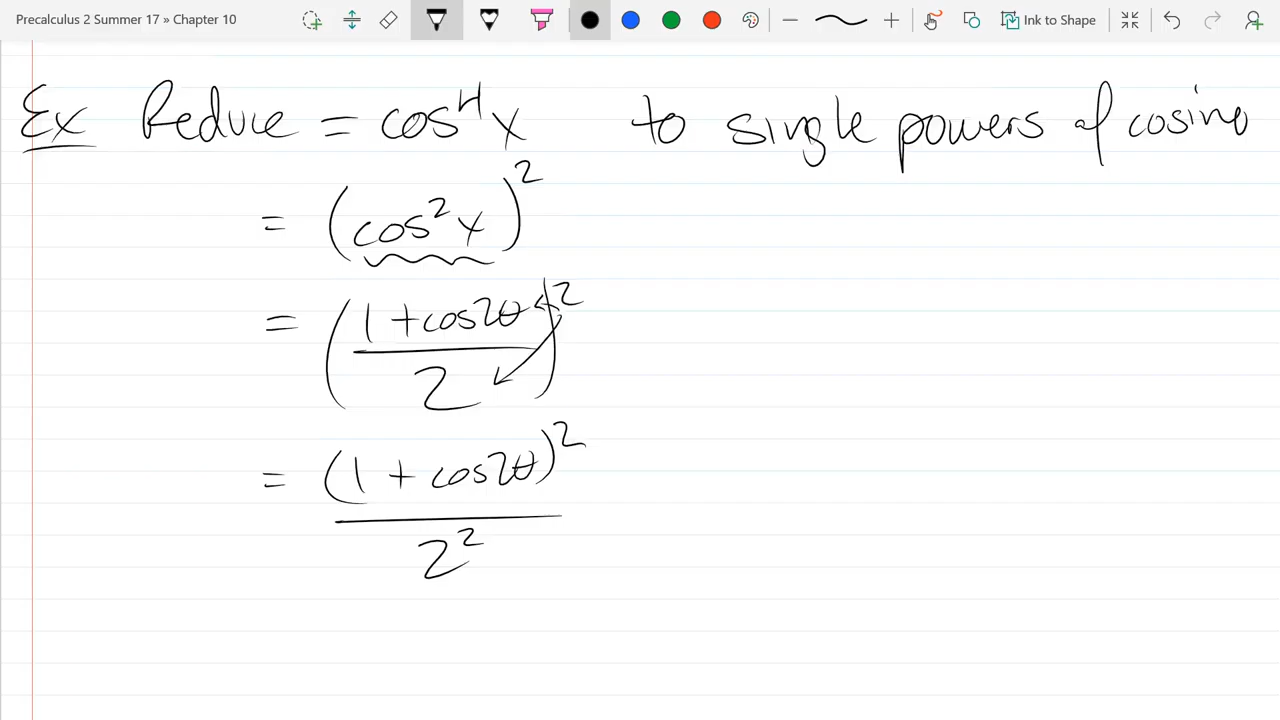 Precalculus 2 Summer 17 » Chapter 10
Ink to Shape
Ex Reduce = cos⁴x to single powers of cosine
= (cos²x)²
= ((1+cos2θ)/2)²
= (1 + cos2θ)²/2²